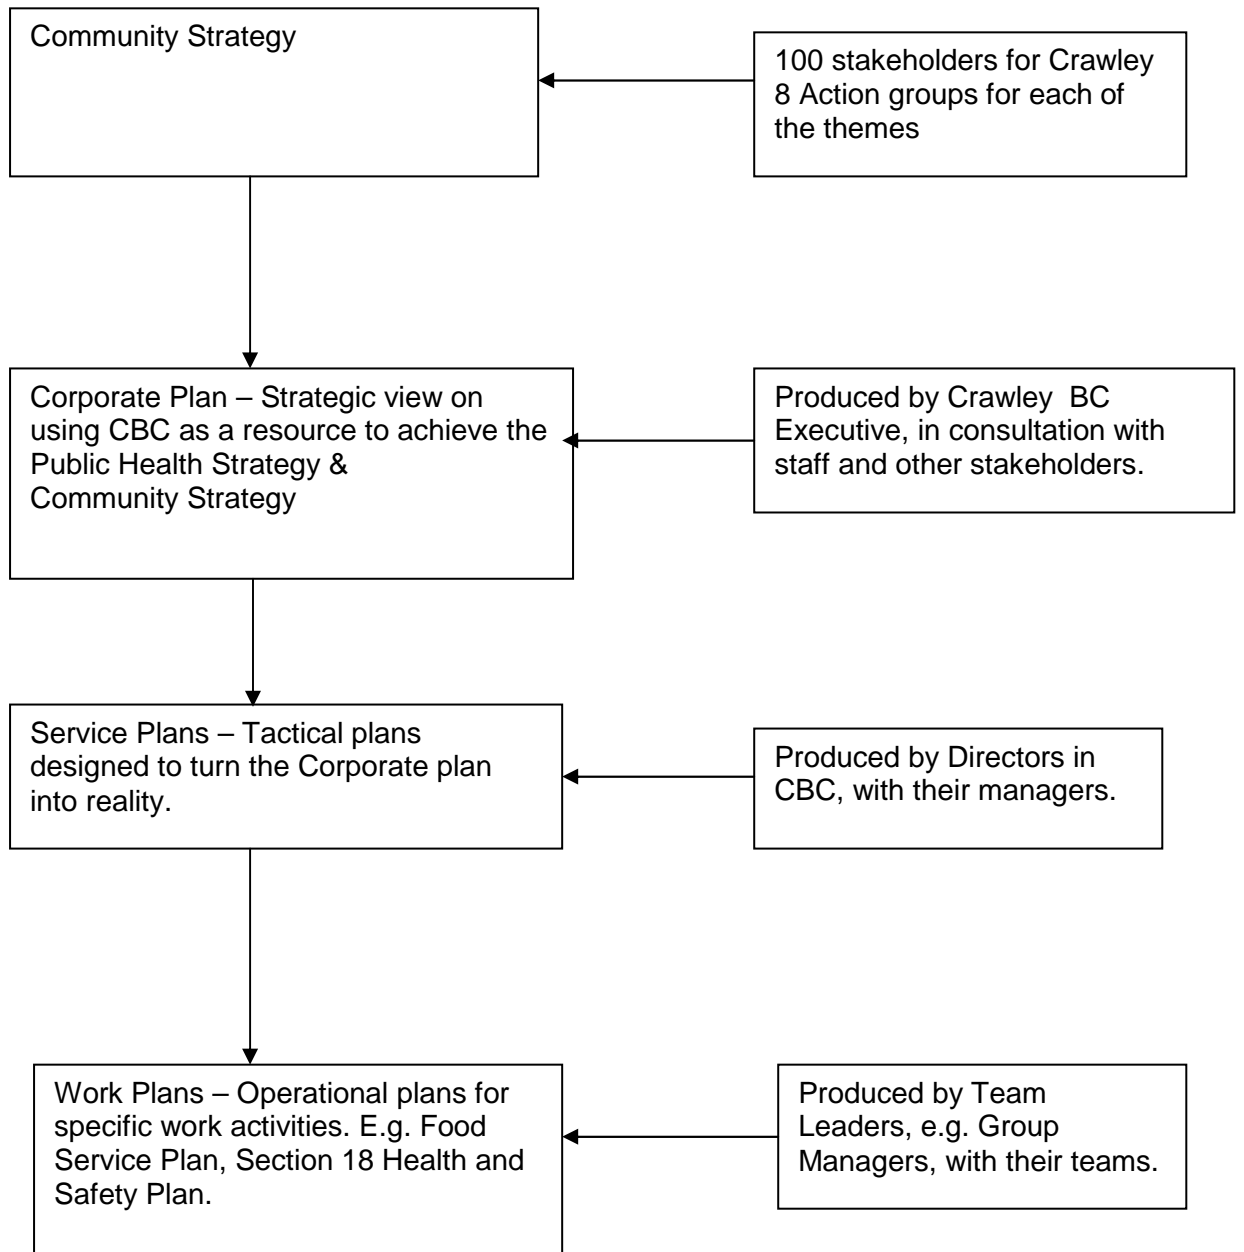 Community Strategy
100 stakeholders for Crawley
8 Action groups for each of
the themes
Corporate Plan – Strategic view on
using CBC as a resource to achieve the
Public Health Strategy &
Community Strategy
Produced by Crawley  BC
Executive, in consultation with
staff and other stakeholders.
Service Plans – Tactical plans
designed to turn the Corporate plan
into reality.
Produced by Directors in
CBC, with their managers.
Work Plans – Operational plans for
specific work activities. E.g. Food
Service Plan, Section 18 Health and
Safety Plan.
Produced by Team
Leaders, e.g. Group
Managers, with their teams.